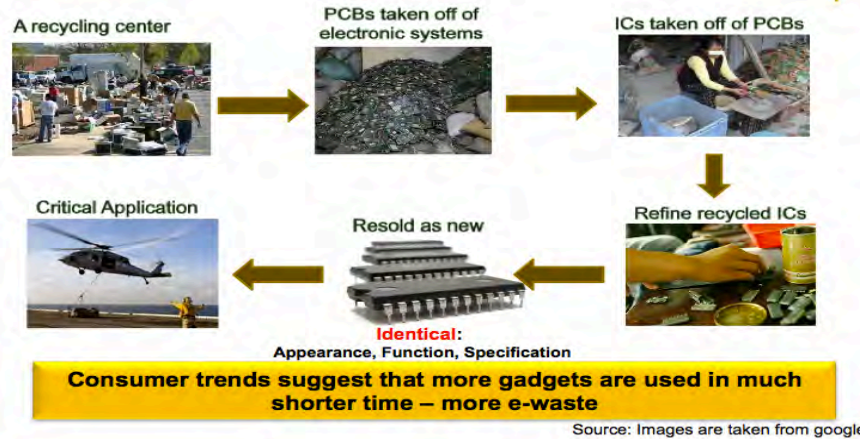 A recycling center
PCBs taken off of
electronic systems
ICs taken off of PCBs
Critical Application
Resold as new
Refine recycled ICs
Identical:
Appearance, Function, Specification
Consumer trends suggest that more gadgets are used in much
shorter time – more e-waste
Source: Images are taken from google